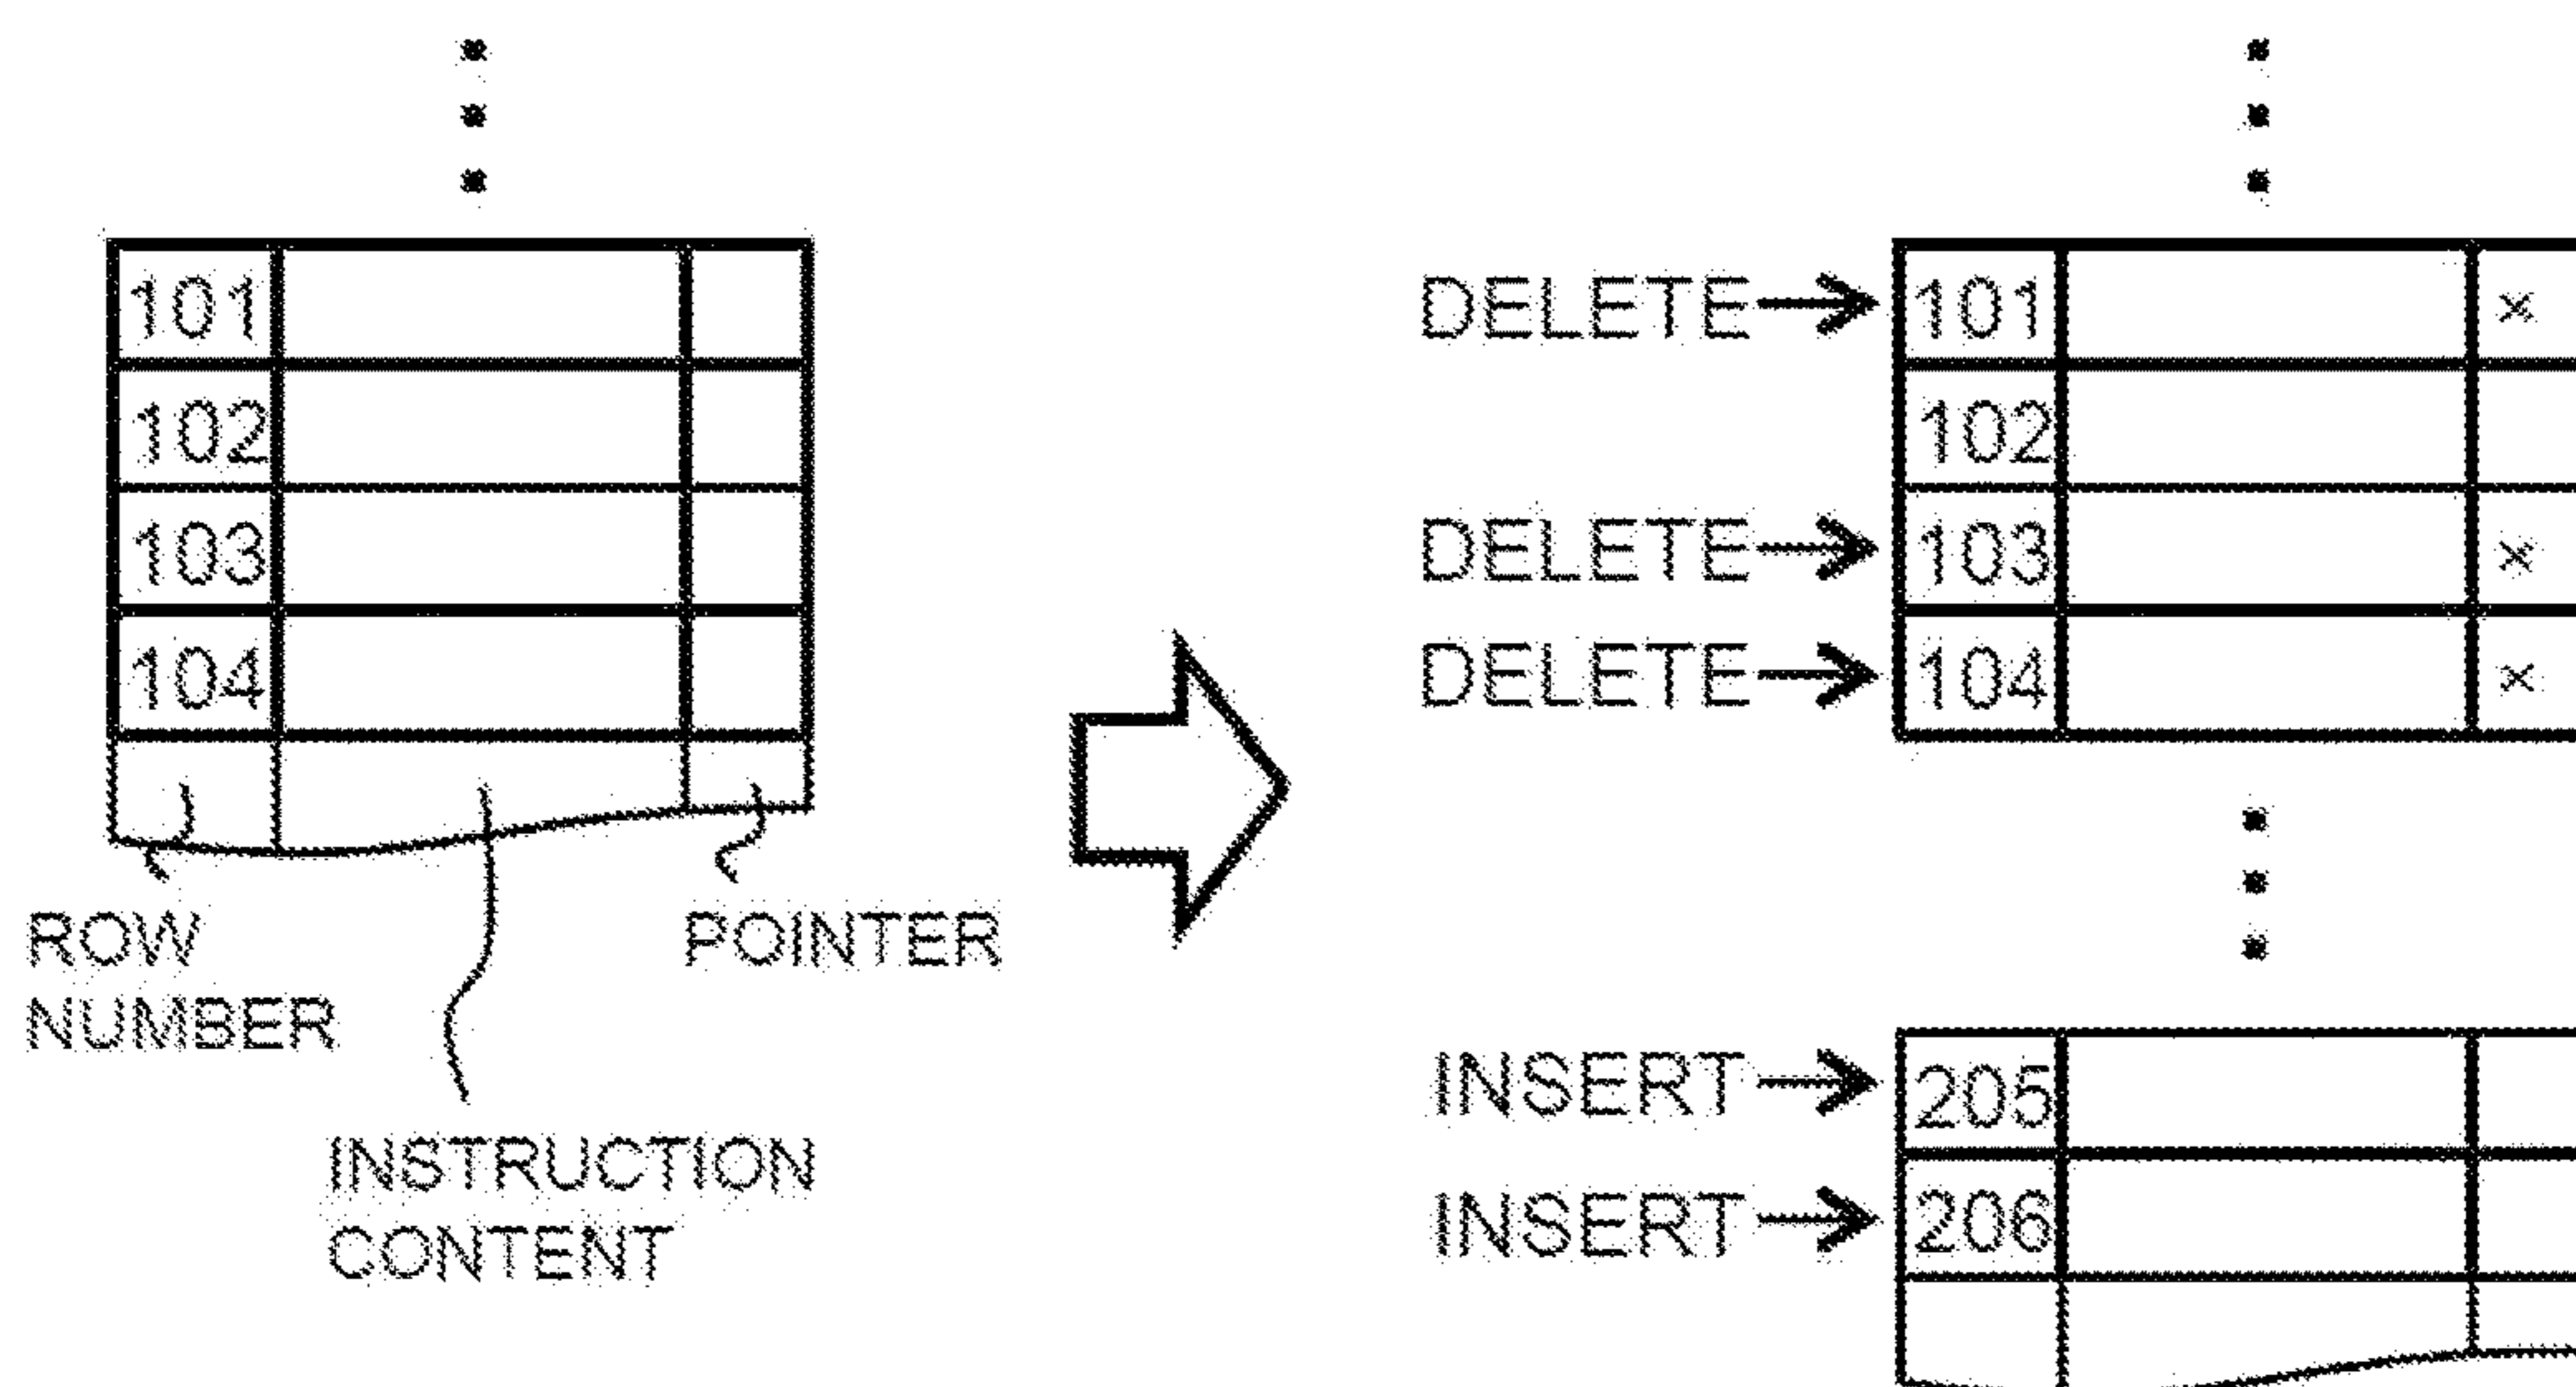 101
102
103
104
ROW
NUMBER
POINTER
INSTRUCTION
CONTENT
DELETE 101 ×
102
DELETE 103 ×
DELETE 104 ×
INSERT 205
INSERT 206